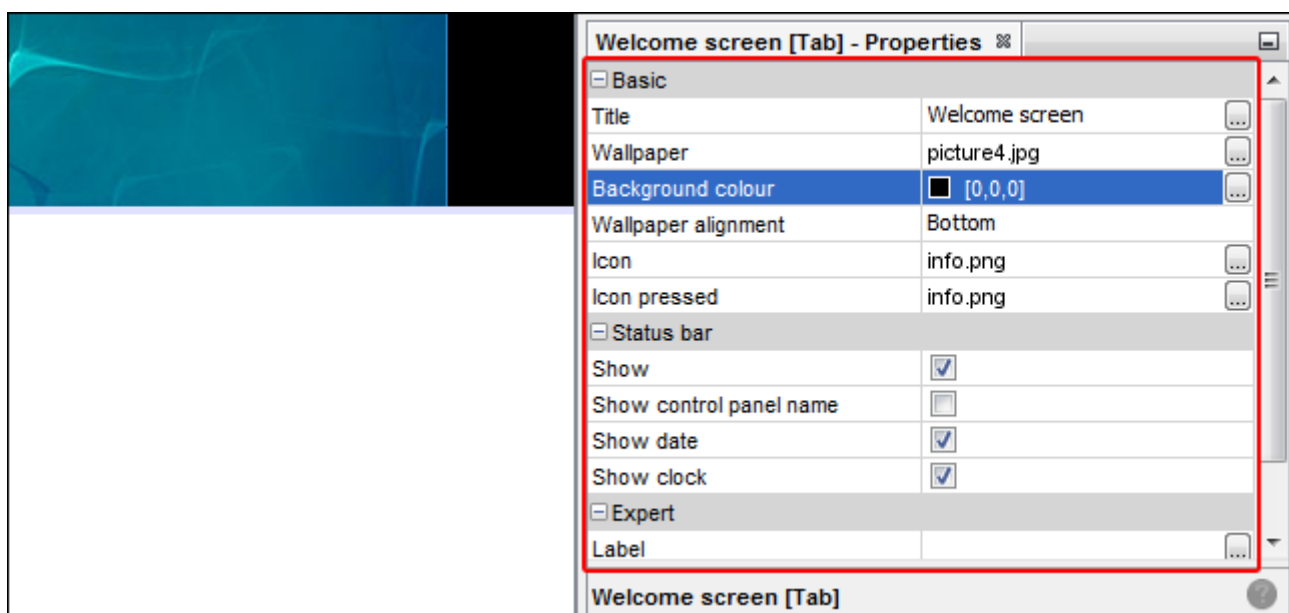 Welcome screen [Tab] - Properties
Basic
Title Welcome screen ...
Wallpaper picture4.jpg ...
Background colour [0,0,0] ...
Wallpaper alignment Bottom
Icon info.png ...
Icon pressed info.png ...
Status bar
Show
Show control panel name
Show date
Show clock
Expert
Label ...
Welcome screen [Tab] ?